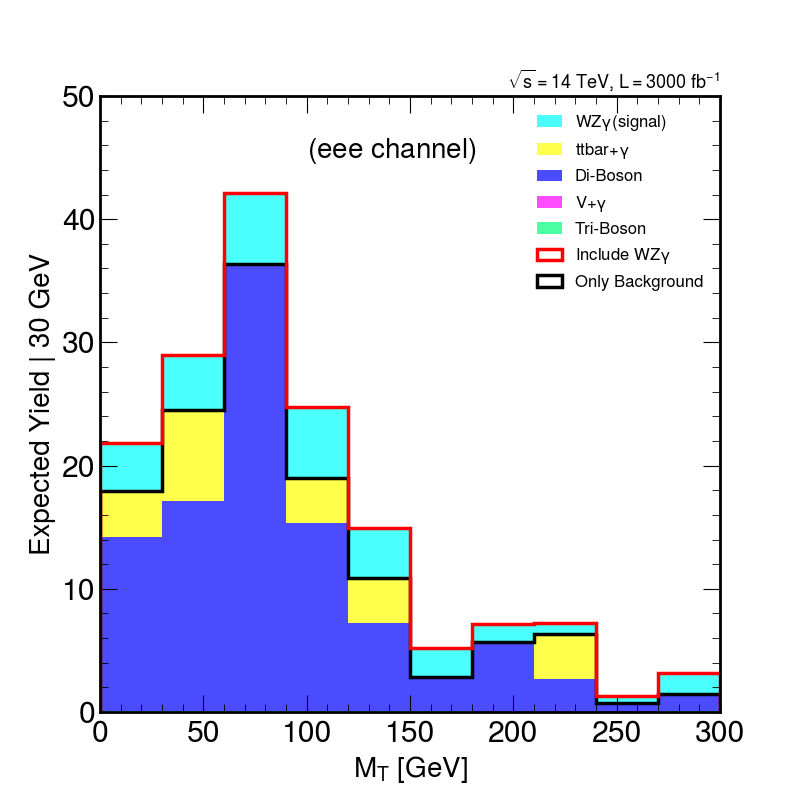 √s = 14 TeV, L = 3000 fb⁻¹
50
40
30
20
10
0
Expected Yield | 30 GeV
(eee channel)
WZγ(signal)
ttbar+γ
Di-Boson
V+γ
Tri-Boson
Include WZγ
Only Background
0 50 100 150 200 250 300
M_T [GeV]